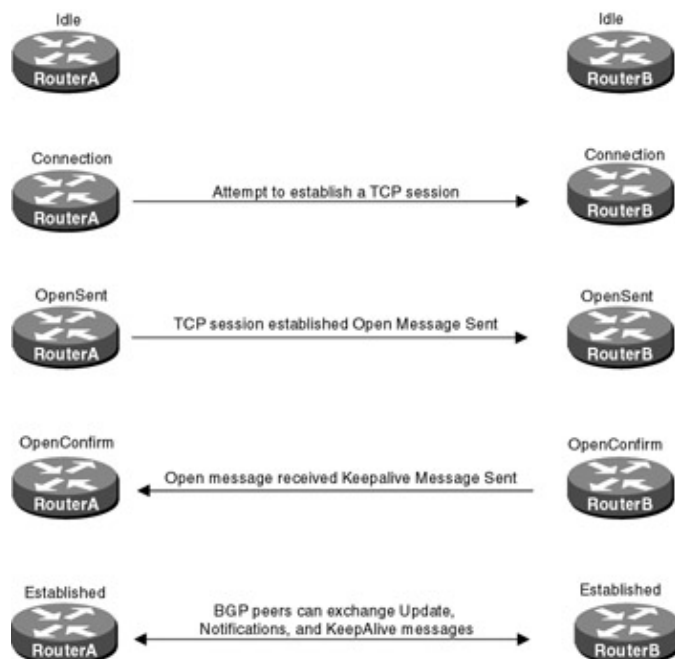 Idle
Idle
RouterA
RouterB
Connection
Connection
Attempt to establish a TCP session
RouterA
RouterB
OpenSent
OpenSent
TCP session established Open Message Sent
RouterA
RouterB
OpenConfirm
OpenConfirm
Open message received Keepalive Message Sent
RouterA
RouterB
Established
Established
BGP peers can exchange Update,
Notifications, and KeepAlive messages
RouterA
RouterB